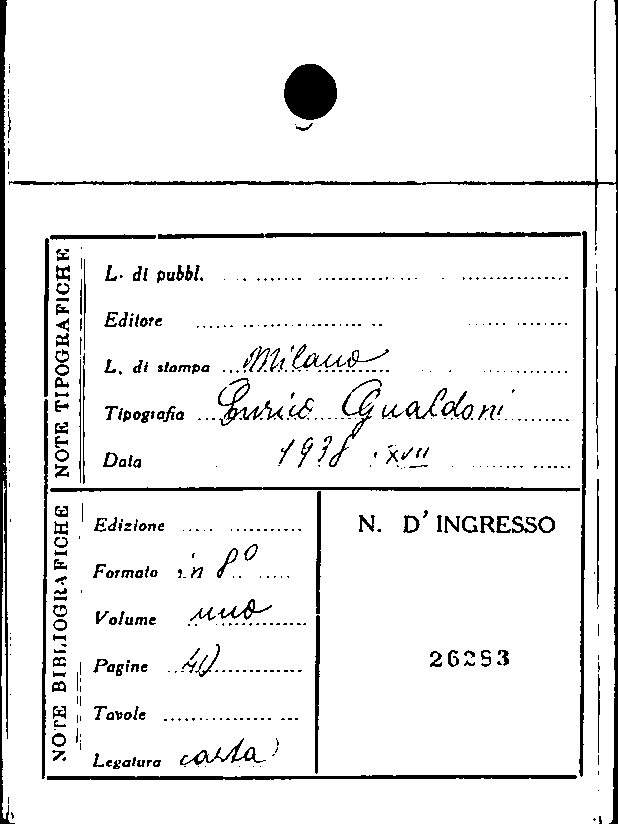 NOTE TIPOGRAFICHE
L. di pubbl.
Editore
L. di stampa Milano
Tipografia Enrico Gualdoni
Data 1938 . XVII
NOTE BIBLIOGRAFICHE
Edizione
Formato in 8º
Volume uno
Pagine 40
Tavole
Legatura carta
N. D'INGRESSO
26283